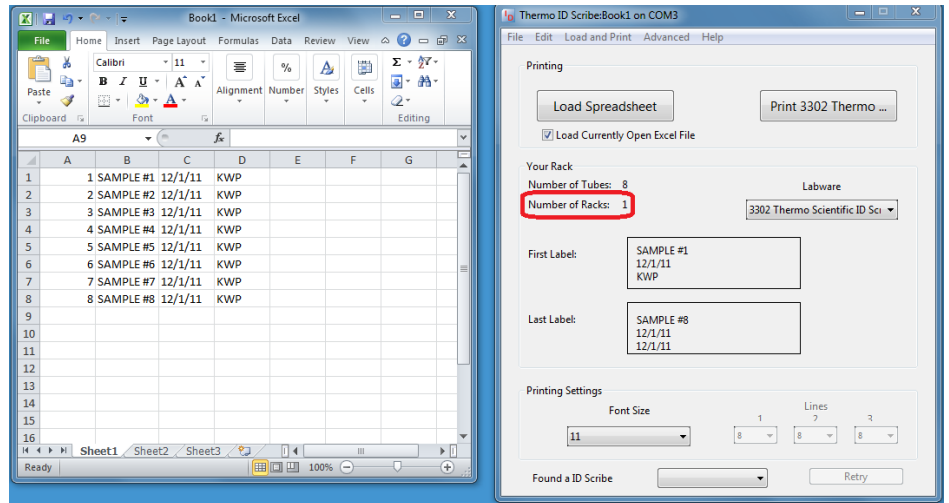 Book1 - Microsoft Excel
File Home Insert Page Layout Formulas Data Review View
Paste
Calibri 11
B I U A A
Alignment Number Styles Cells
Clipboard Font Editing
A9 fx
A B C D E F G
1 1 SAMPLE #1 12/1/11 KWP
2 2 SAMPLE #2 12/1/11 KWP
3 3 SAMPLE #3 12/1/11 KWP
4 4 SAMPLE #4 12/1/11 KWP
5 5 SAMPLE #5 12/1/11 KWP
6 6 SAMPLE #6 12/1/11 KWP
7 7 SAMPLE #7 12/1/11 KWP
8 8 SAMPLE #8 12/1/11 KWP
9
10
11
12
13
14
15
16
Sheet1 Sheet2 Sheet3
Ready 100%
Thermo ID Scribe:Book1 on COM3
File Edit Load and Print Advanced Help
Printing
Load Spreadsheet Print 3302 Thermo ...
Load Currently Open Excel File
Your Rack
Number of Tubes: 8 Labware
Number of Racks: 1 3302 Thermo Scientific ID Scr
First Label: SAMPLE #1
12/1/11
KWP
Last Label: SAMPLE #8
12/1/11
12/1/11
Printing Settings
Font Size Lines
1 2 3
11 8 8 8
Found a ID Scribe Retry